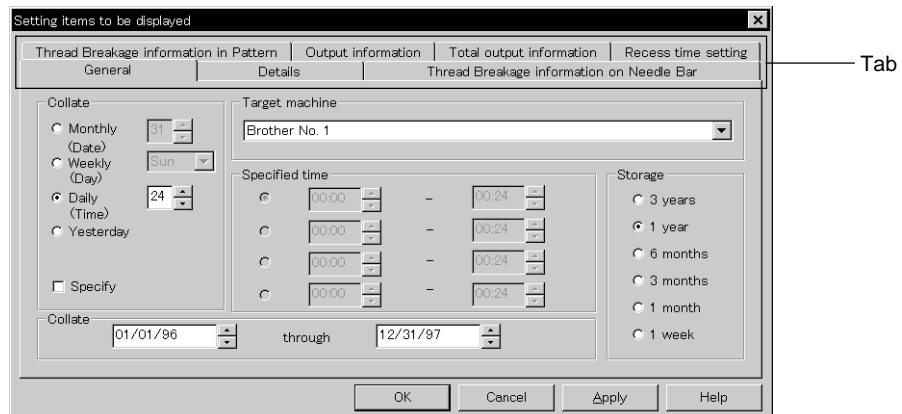 Setting items to be displayed
Thread Breakage information in Pattern Output information Total output information Recess time setting
General Details Thread Breakage information on Needle Bar
Tab
Collate Target machine
Monthly 31 Brother No. 1
(Date)
Weekly Sun
(Day) Specified time Storage
Daily 24 00:00 – 00:24 3 years
(Time)
Yesterday 00:00 – 00:24 1 year
00:00 – 00:24 6 months
Specify 00:00 – 00:24 3 months
1 month
Collate
01/01/96 through 12/31/97 1 week
OK Cancel Apply Help